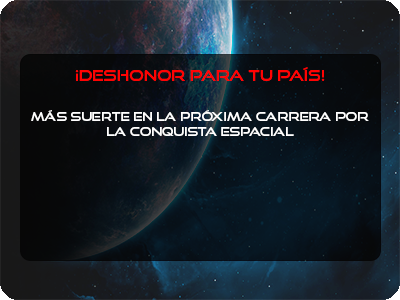 ¡DESHONOR PARA TU PAÍS!
MÁS SUERTE EN LA PRÓXIMA CARRERA POR
LA CONQUISTA ESPACIAL